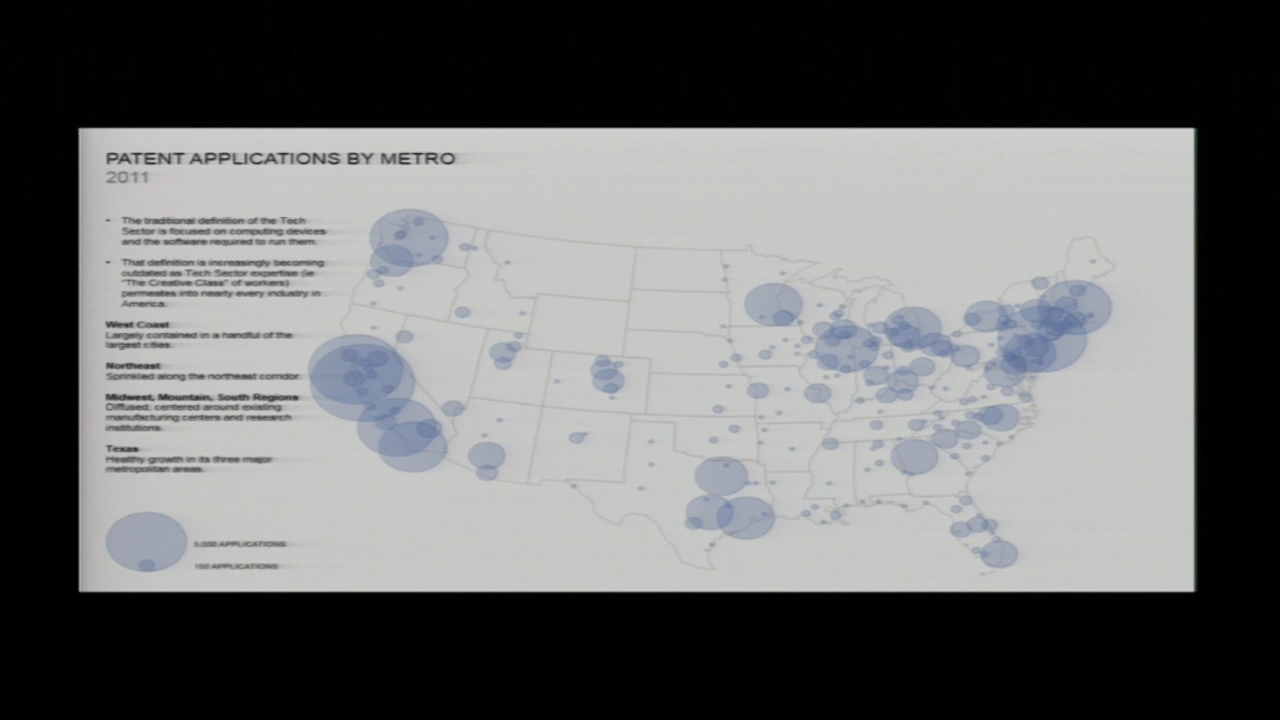 PATENT APPLICATIONS BY METRO
2011
• The traditional definition of the Tech
Sector is focused on computing devices
and the software required to run them.
• That definition is increasingly becoming
outdated as Tech Sector expertise (ie
"The Creative Class" of workers)
permeates into nearly every industry in
America.
West Coast
Largely contained in a handful of the
largest cities.
Northeast
Sprinkled along the northeast corridor.
Midwest, Mountain, South Regions
Diffused, centered around existing
manufacturing centers and research
institutions.
Texas
Healthy growth in its three major
metropolitan areas.
5,000 APPLICATIONS
150 APPLICATIONS